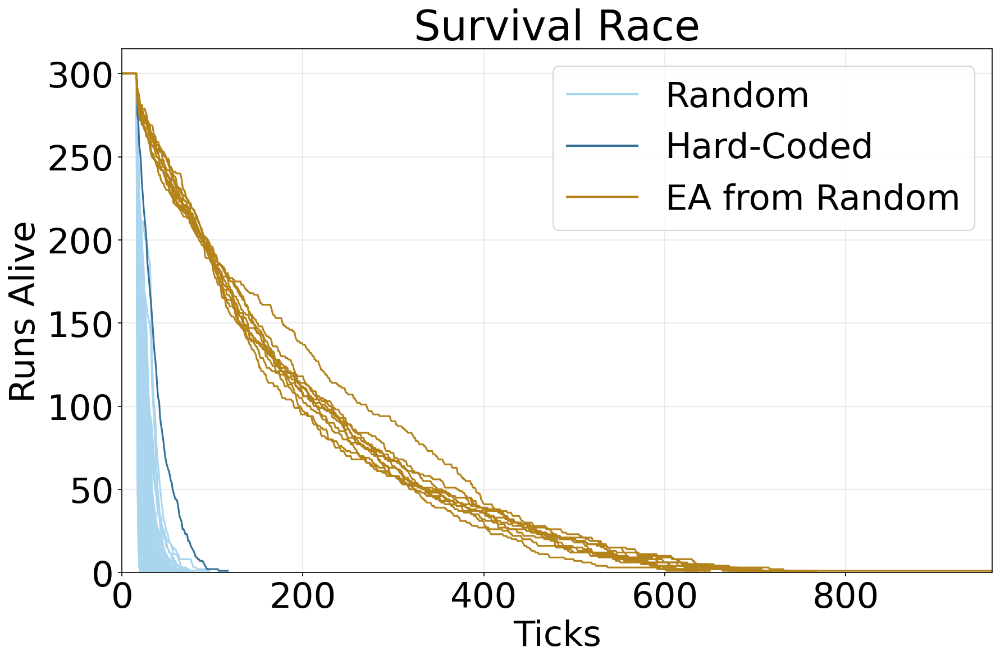 Survival Race
Random
Hard-Coded
EA from Random
Runs Alive
300
250
200
150
100
50
0
0 200 400 600 800
Ticks